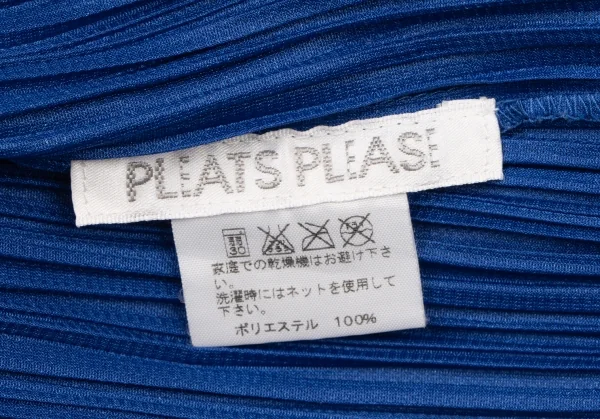 PLEATS PLEASE
家庭での乾燥機はお避け下さ
い。
洗濯時にはネットを使用して
下さい。
ポリエステル 100%